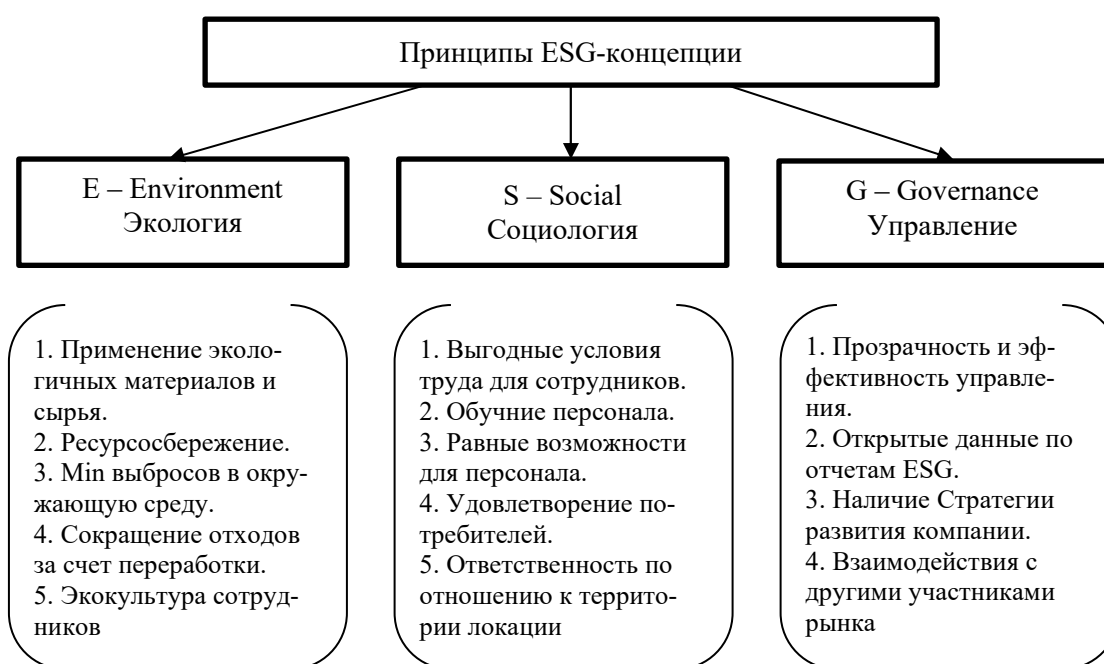 Принципы ESG-концепции
E – Environment
Экология
S – Social
Социология
G – Governance
Управление
1. Применение эколо-
гичных материалов и
сырья.
2. Ресурсосбережение.
3. Min выбросов в окру-
жающую среду.
4. Сокращение отходов
за счет переработки.
5. Экокультура сотруд-
ников
1. Выгодные условия
труда для сотрудников.
2. Обучние персонала.
3. Равные возможности
для персонала.
4. Удовлетворение по-
требителей.
5. Ответственность по
отношению к террито-
рии локации
1. Прозрачность и эф-
фективность управле-
ния.
2. Открытые данные по
отчетам ESG.
3. Наличие Стратегии
развития компании.
4. Взаимодействия с
другими участниками
рынка